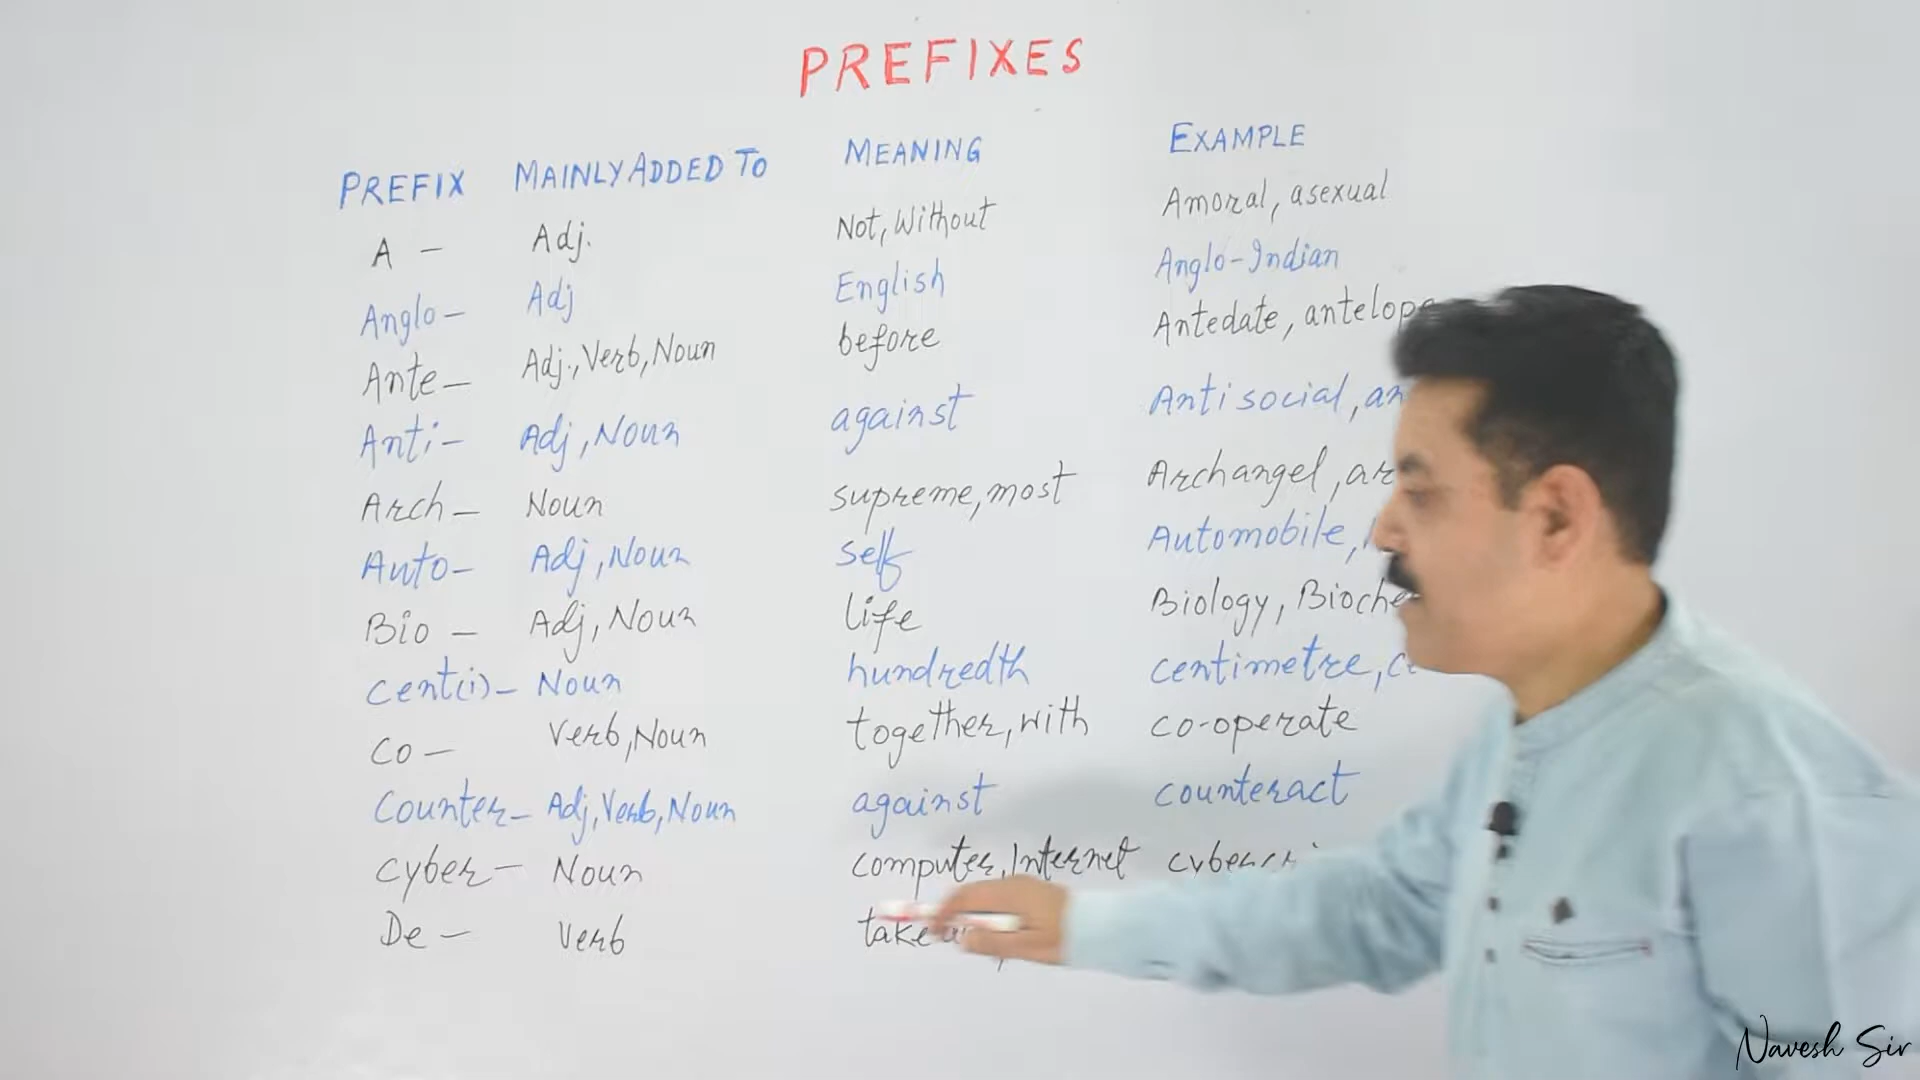 PREFIXES
PREFIX MAINLY ADDED TO MEANING EXAMPLE
A - Adj. Not, Without Amoral, asexual
Anglo - Adj English Anglo-Indian
Ante - Adj., Verb, Noun before Antedate, antelope
Anti - Adj, Noun against Antisocial,
Arch - Noun supreme, most Archangel,
Auto - Adj, Noun self Automobile,
Bio - Adj, Noun life Biology,
Cent(i) - Noun hundredth centimetre,
Co - Verb, Noun together, with co-operate
Counter - Adj, Verb, Noun against counteract
Cyber - Noun computer, Internet
De - Verb take
Navesh Sir